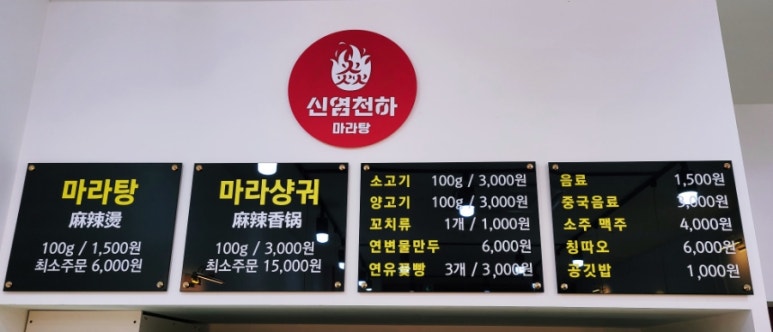 신염천하
마라탕
마라탕
麻辣燙
100g / 1,500원
최소주문 6,000원
마라샹궈
麻辣香锅
100g / 3,000원
최소주문 15,000원
소고기 100g / 3,000원
양고기 100g / 3,000원
꼬치류 1개 / 1,000원
연변물만두 6,000원
연유꽃빵 3개 / 3,000원
음료 1,500원
중국음료 3,000원
소주 맥주 4,000원
칭따오 6,000원
공깃밥 1,000원